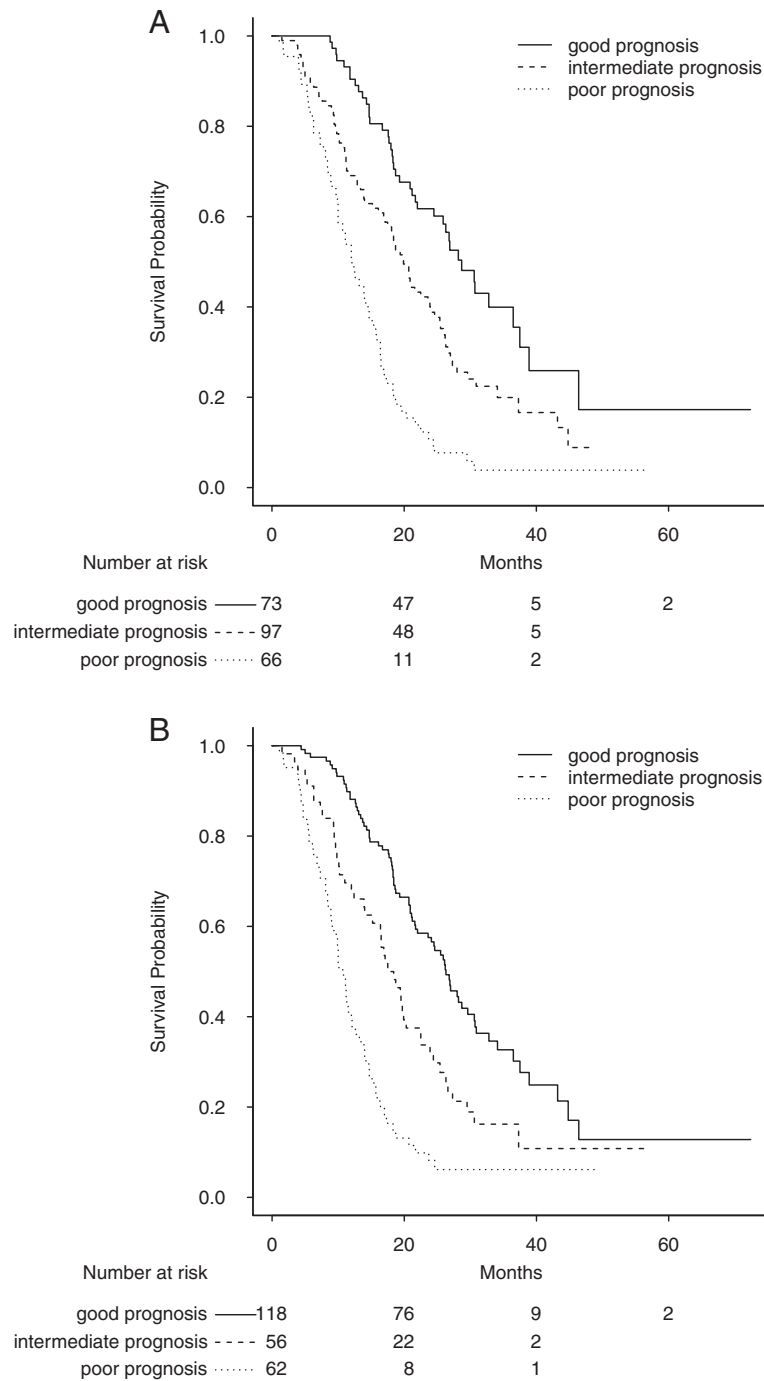 A
good prognosis
intermediate prognosis
poor prognosis
Survival Probability
1.0
0.8
0.6
0.4
0.2
0.0
0 20 40 60
Number at risk Months
good prognosis 73 47 5 2
intermediate prognosis 97 48 5
poor prognosis 66 11 2
B
good prognosis
intermediate prognosis
poor prognosis
Survival Probability
1.0
0.8
0.6
0.4
0.2
0.0
0 20 40 60
Number at risk Months
good prognosis 118 76 9 2
intermediate prognosis 56 22 2
poor prognosis 62 8 1